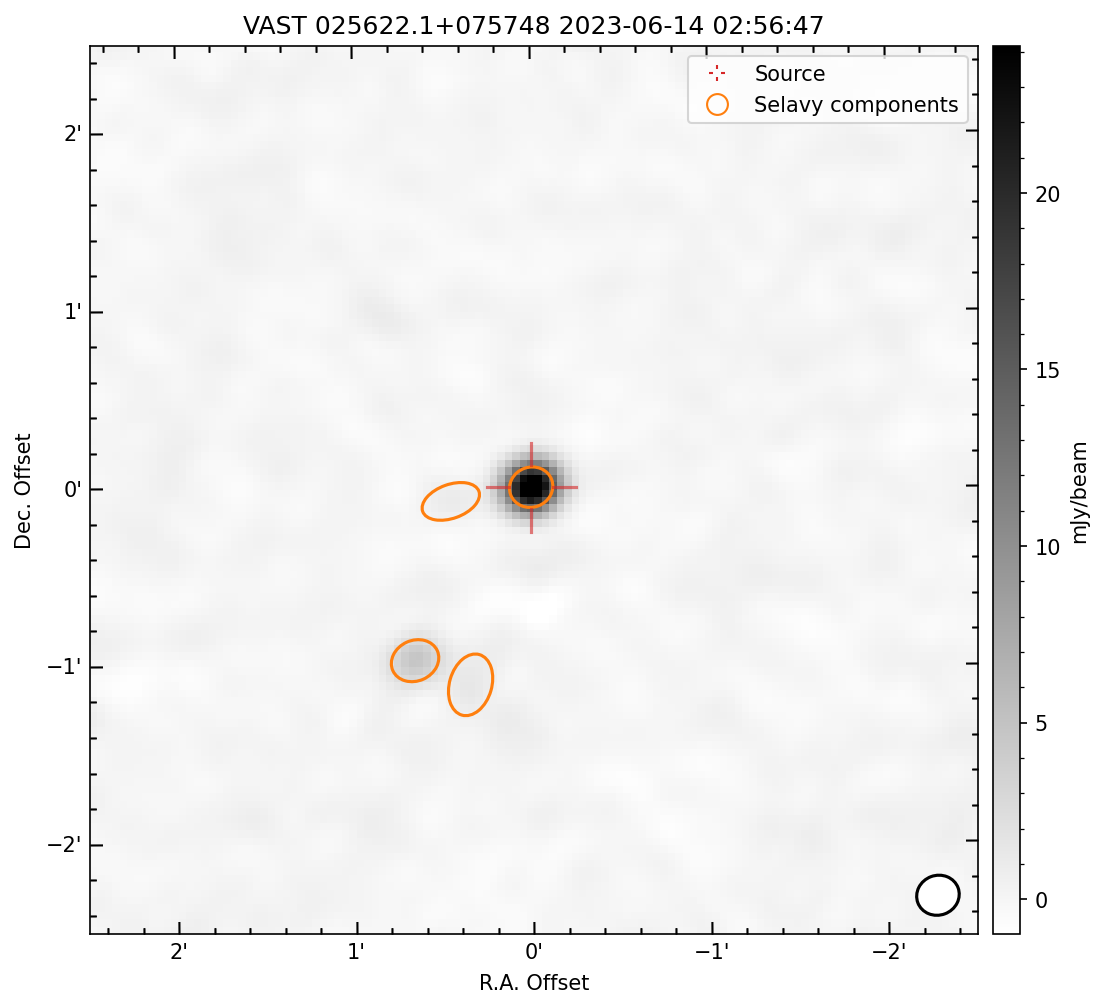 VAST 025622.1+075748 2023-06-14 02:56:47
Source
Selavy components
2'
1'
0'
−1'
−2'
Dec. Offset
2'
1'
0'
−1'
−2'
R.A. Offset
20
15
10
5
0
mJy/beam